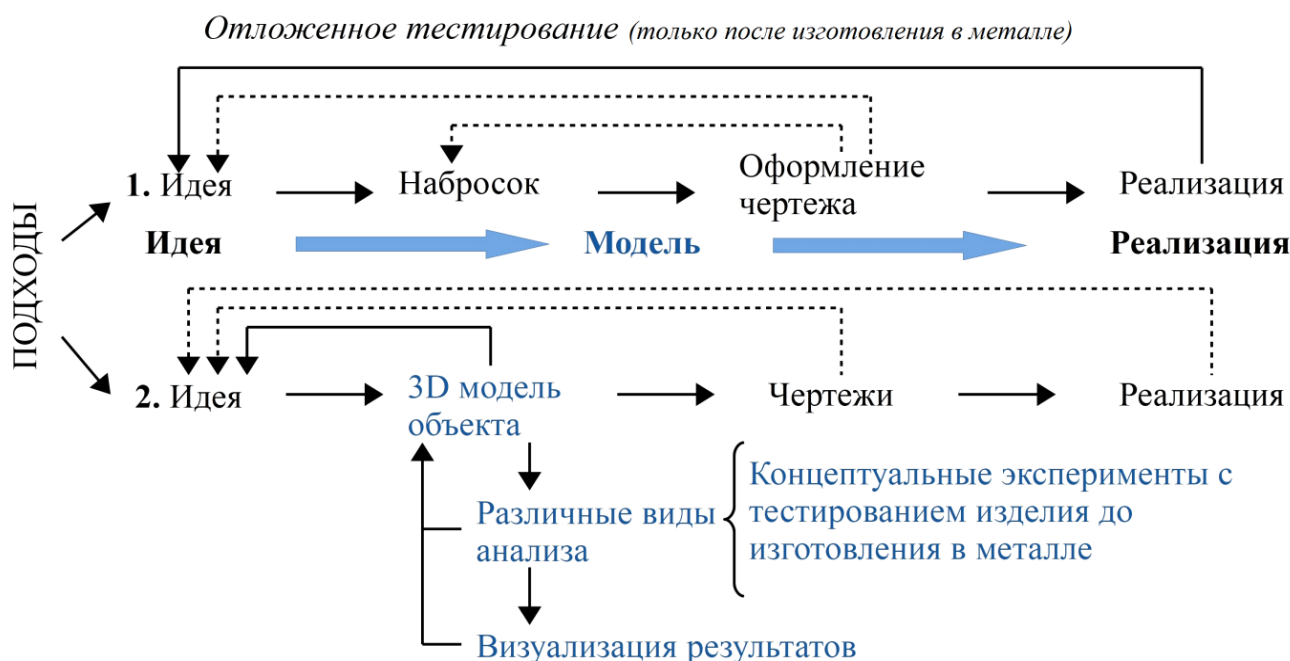 Отложенное тестирование (только после изготовления в металле)
ПОДХОДЫ
1. Идея
Набросок
Оформление
чертежа
Реализация
Идея
Модель
Реализация
2. Идея
3D модель
объекта
Чертежи
Реализация
Различные виды
анализа
Концептуальные эксперименты с
тестированием изделия до
изготовления в металле
Визуализация результатов